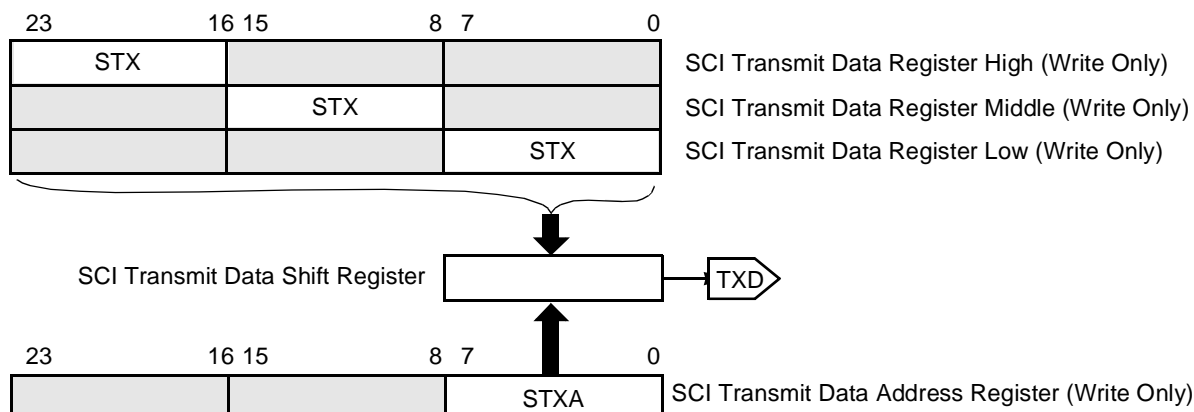 23 16 15 8 7 0
STX SCI Transmit Data Register High (Write Only)
STX SCI Transmit Data Register Middle (Write Only)
STX SCI Transmit Data Register Low (Write Only)
SCI Transmit Data Shift Register TXD
23 16 15 8 7 0
STXA SCI Transmit Data Address Register (Write Only)